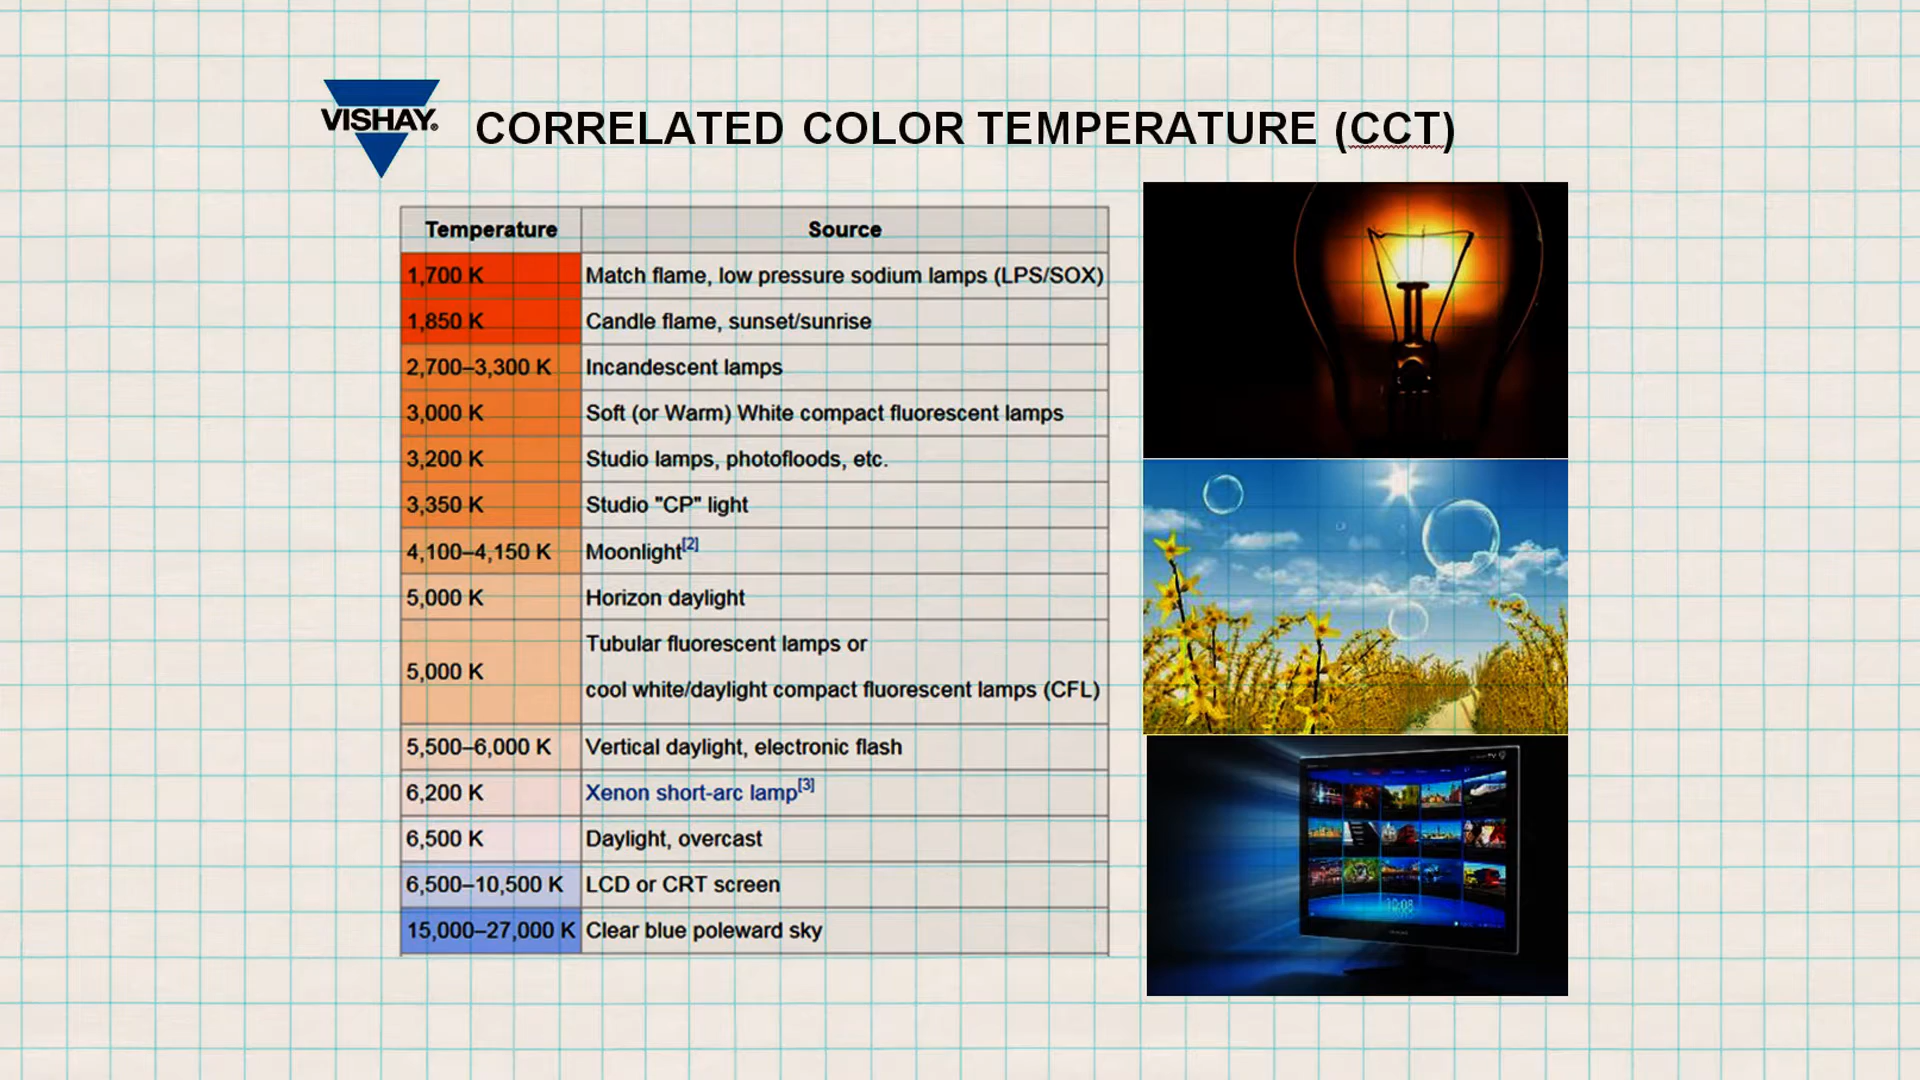 VISHAY®
CORRELATED COLOR TEMPERATURE (CCT)
Temperature Source
1,700 K Match flame, low pressure sodium lamps (LPS/SOX)
1,850 K Candle flame, sunset/sunrise
2,700–3,300 K Incandescent lamps
3,000 K Soft (or Warm) White compact fluorescent lamps
3,200 K Studio lamps, photofloods, etc.
3,350 K Studio "CP" light
4,100–4,150 K Moonlight[2]
5,000 K Horizon daylight
5,000 K Tubular fluorescent lamps or
cool white/daylight compact fluorescent lamps (CFL)
5,500–6,000 K Vertical daylight, electronic flash
6,200 K Xenon short-arc lamp[3]
6,500 K Daylight, overcast
6,500–10,500 K LCD or CRT screen
15,000–27,000 K Clear blue poleward sky
TV
10:08